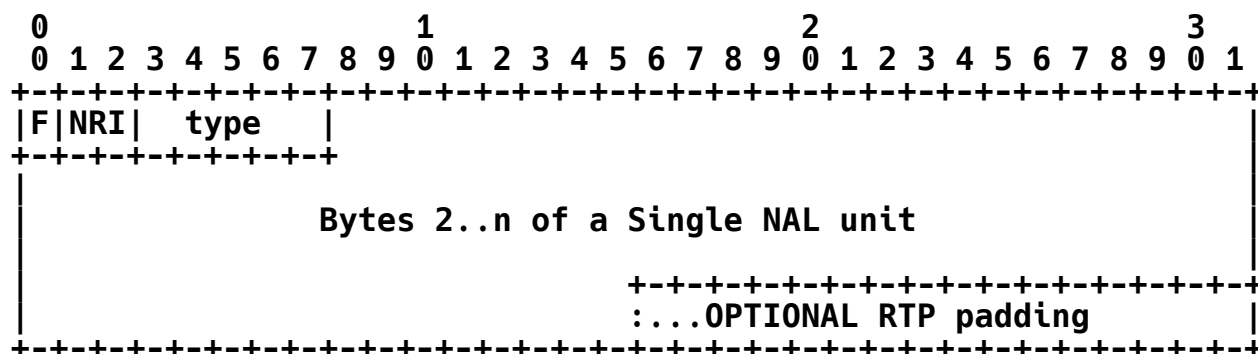 0                   1                   2                   3
 0 1 2 3 4 5 6 7 8 9 0 1 2 3 4 5 6 7 8 9 0 1 2 3 4 5 6 7 8 9 0 1
+-+-+-+-+-+-+-+-+-+-+-+-+-+-+-+-+-+-+-+-+-+-+-+-+-+-+-+-+-+-+-+-+
|F|NRI|  type   |                                               |
+-+-+-+-+-+-+-+-+                                               |
|                                                               |
|               Bytes 2..n of a Single NAL unit                 |
|                                                               |
|                               +-+-+-+-+-+-+-+-+-+-+-+-+-+-+-+-+
|                               :...OPTIONAL RTP padding        |
+-+-+-+-+-+-+-+-+-+-+-+-+-+-+-+-+-+-+-+-+-+-+-+-+-+-+-+-+-+-+-+-+